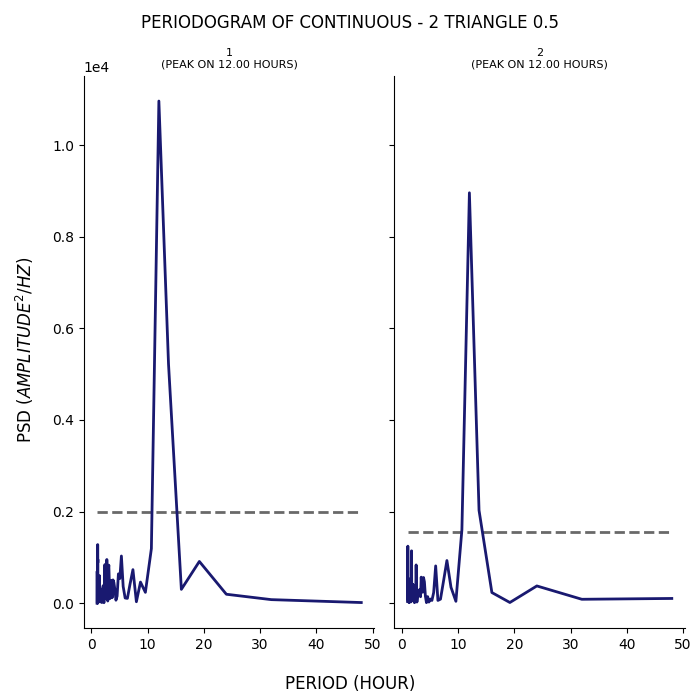 PERIODOGRAM OF CONTINUOUS - 2 TRIANGLE 0.5
1
(PEAK ON 12.00 HOURS)
2
(PEAK ON 12.00 HOURS)
1e4
1.0
0.8
0.6
0.4
0.2
0.0
PSD (AMPLITUDE²/HZ)
0 10 20 30 40 50
0 10 20 30 40 50
PERIOD (HOUR)